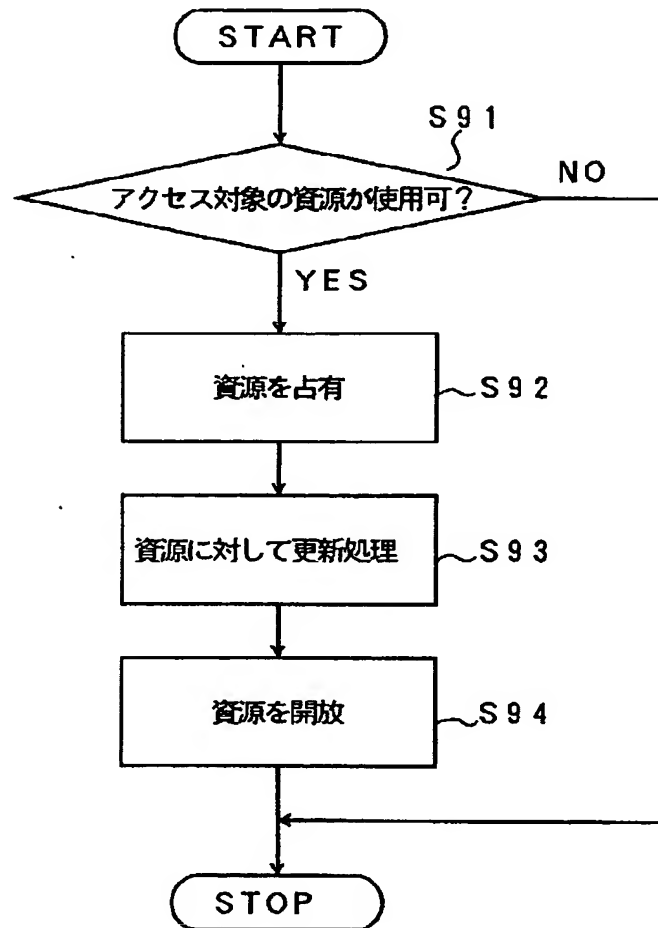 START
S91
アクセス対象の資源が使用可?
NO
YES
資源を占有
S92
資源に対して更新処理
S93
資源を開放
S94
STOP